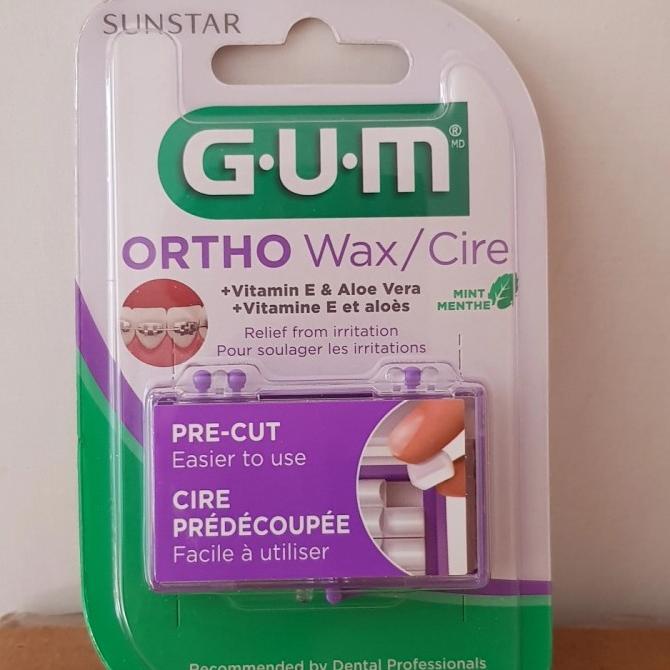 SUNSTAR
G·U·M® MD
ORTHO Wax/Cire
+Vitamin E & Aloe Vera
+Vitamine E et aloès
MINT
MENTHE
Relief from irritation
Pour soulager les irritations
PRE-CUT
Easier to use
CIRE
PRÉDÉCOUPÉE
Facile à utiliser
Recommended by Dental Professionals